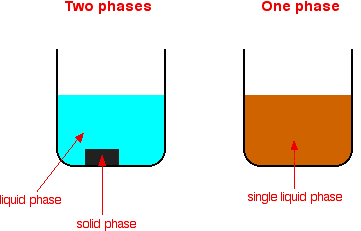 Two phases
One phase
liquid phase
solid phase
single liquid phase